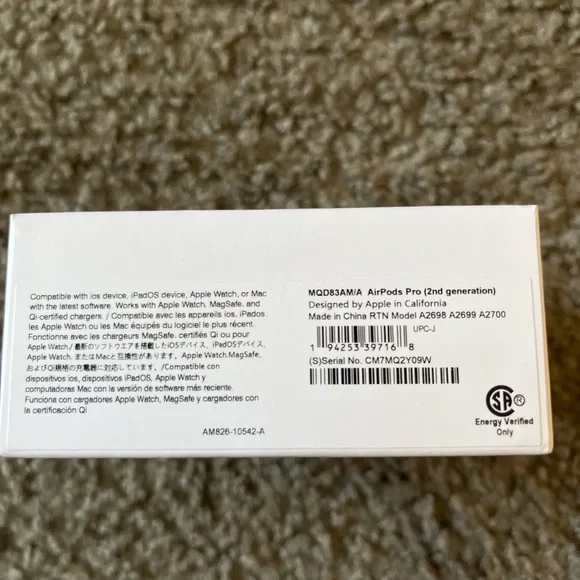 Compatible with ios device, iPadOS device, Apple Watch, or Mac
with the latest software. Works with Apple Watch. MagSafe, and
Qi-certified chargers. / Compatible avec les appareils ios, iPados.
les Apple Watch ou les Mac équipés du logiciel le plus récent.
Fonctionne avec les chargeurs MagSafe. certifiés Qi ou pour
Apple Watch/ 最新のソフトウエアを搭載したiOSデバイス、iPadOSデバイス、
Apple Watch. またはMacと互換性があります。Apple Watch.MagSafe.
およびQi規格の充電器に対応しています。/Compatible con
dispositivos ios, dispositivos iPadOS, Apple Watch y
computadoras Mac con la versión de software más reciente.
Funciona con cargadores Apple Watch, MagSafe y cargadores con
la certificación Qi
AM826-10542-A
MQD83AM/A AirPods Pro (2nd generation)
Designed by Apple in California
Made in China RTN Model A2698 A2699 A2700
UPC-J
1 94253 39716 8
(S)Serial No. CM7MQ2Y09W
SA ®
Energy Verified
Only